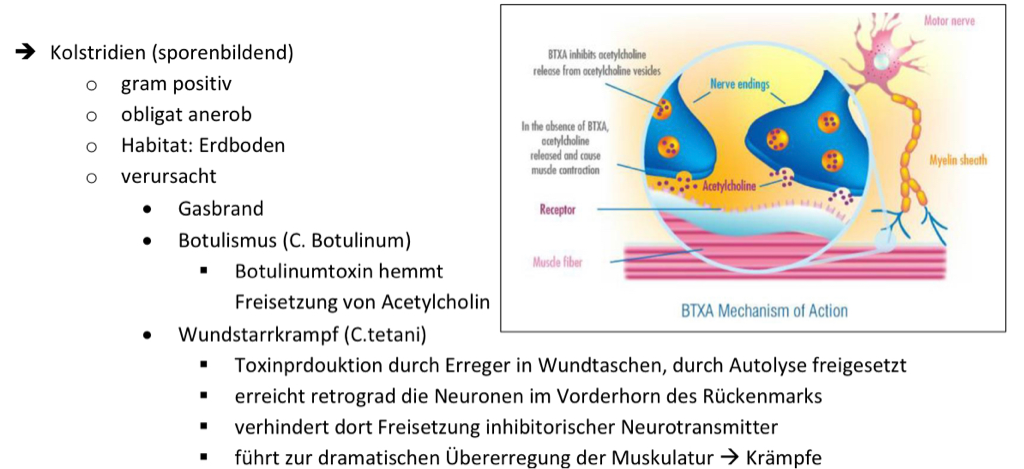 ➔ Kolstridien (sporenbildend)
o gram positiv
o obligat anerob
o Habitat: Erdboden
o verursacht
• Gasbrand
• Botulismus (C. Botulinum)
▪ Botulinumtoxin hemmt
Freisetzung von Acetylcholin
• Wundstarrkrampf (C.tetani)
▪ Toxinprdouktion durch Erreger in Wundtaschen, durch Autolyse freigesetzt
▪ erreicht retrograd die Neuronen im Vorderhorn des Rückenmarks
▪ verhindert dort Freisetzung inhibitorischer Neurotransmitter
▪ führt zur dramatischen Übererregung der Muskulatur → Krämpfe
Motor nerve
BTXA inhibits acetylcholine
release from acetylcholine vesicles
Nerve endings
In the absence of BTXA,
acetylcholine
released and cause
muscle contraction
Myelin sheath
Acetylcholine
Receptor
Muscle fiber
BTXA Mechanism of Action